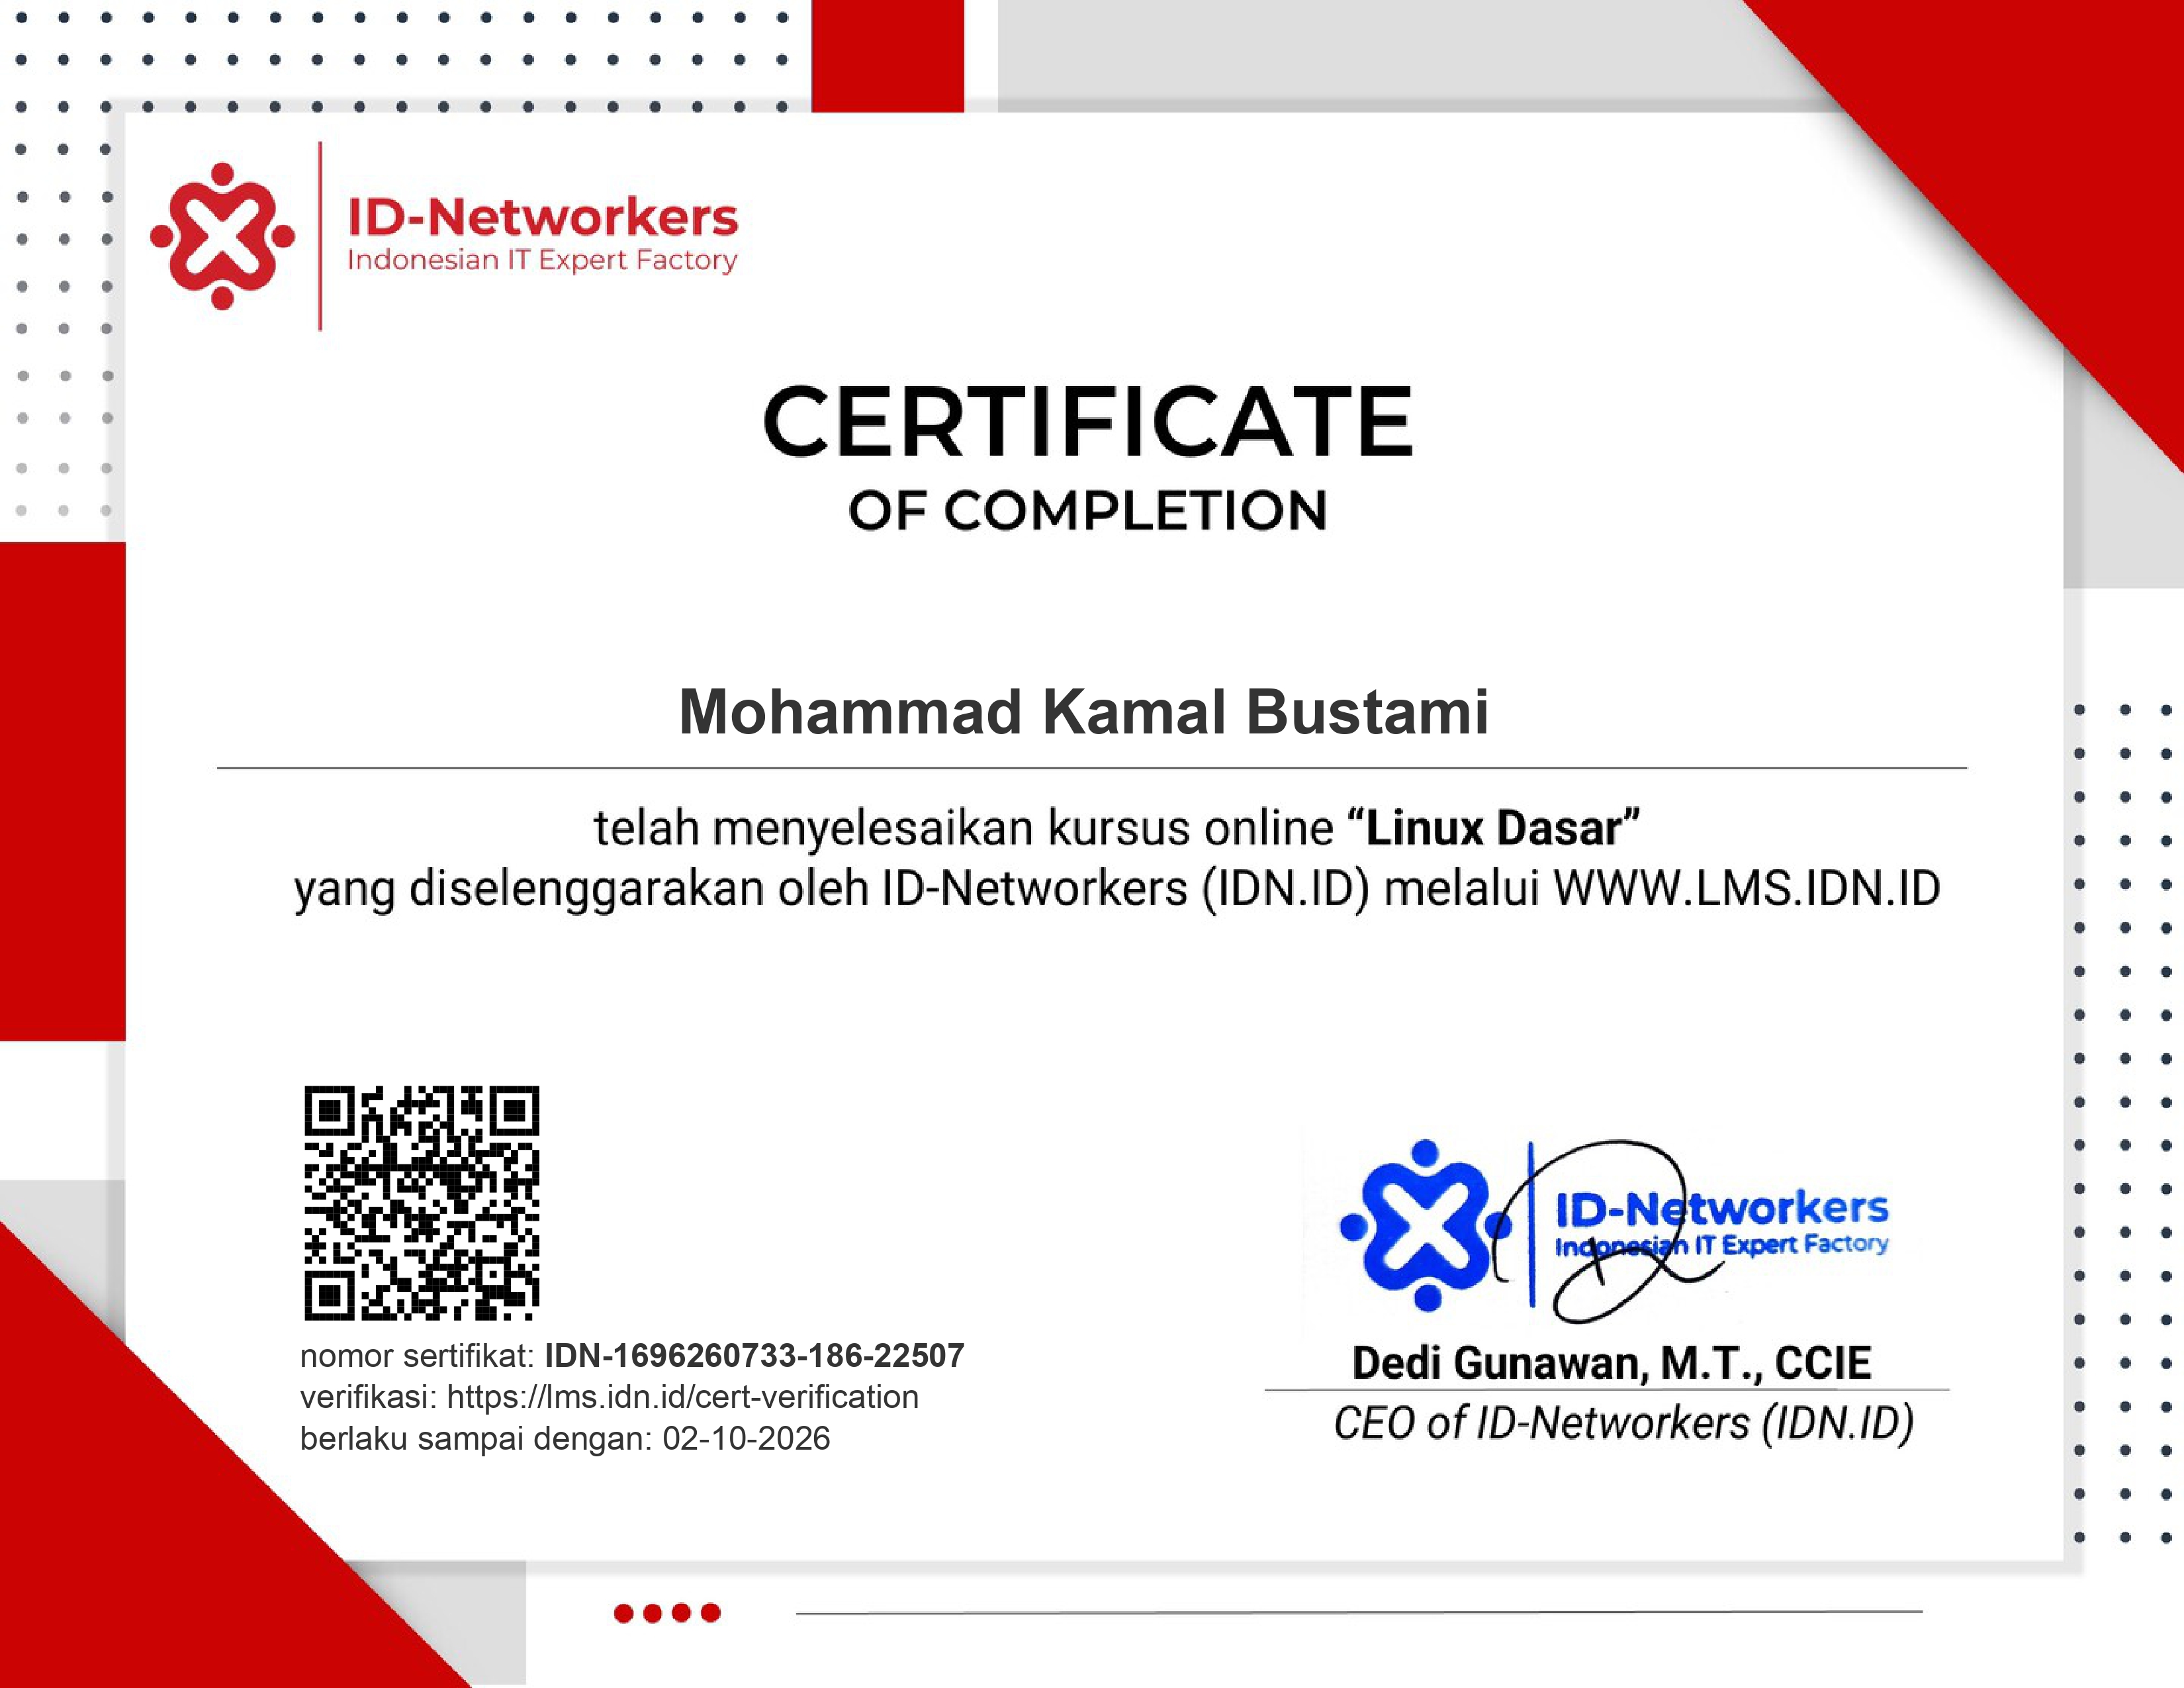 ID-Networkers
Indonesian IT Expert Factory
CERTIFICATE
OF COMPLETION
Mohammad Kamal Bustami
telah menyelesaikan kursus online “Linux Dasar”
yang diselenggarakan oleh ID-Networkers (IDN.ID) melalui WWW.LMS.IDN.ID
nomor sertifikat: IDN-1696260733-186-22507
verifikasi: https://lms.idn.id/cert-verification
berlaku sampai dengan: 02-10-2026
ID-Networkers
Indonesian IT Expert Factory
Dedi Gunawan, M.T., CCIE
CEO of ID-Networkers (IDN.ID)